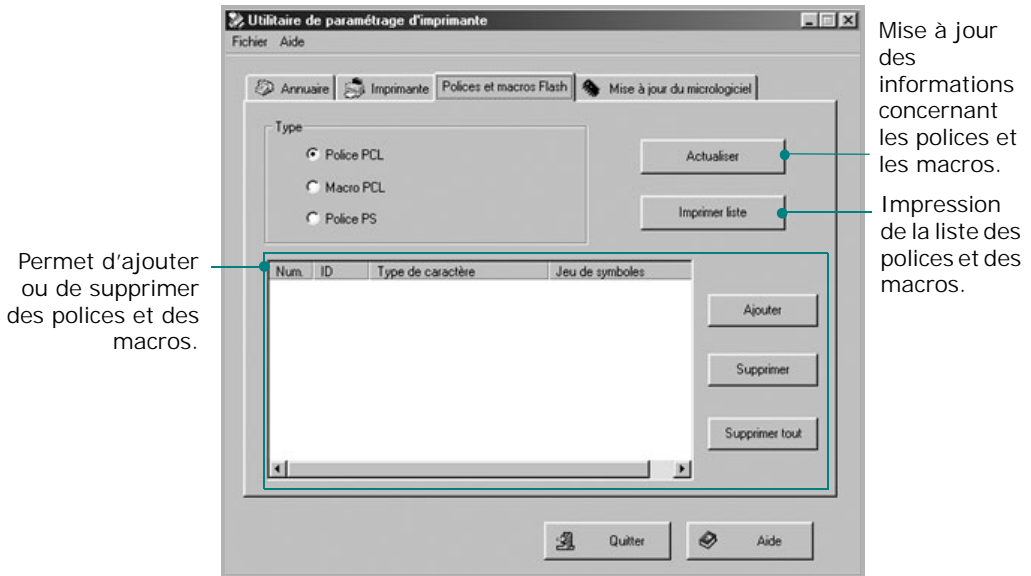 Utilitaire de paramétrage d'imprimante
Fichier Aide
Annuaire Imprimante Polices et macros Flash Mise à jour du micrologiciel
Type
Police PCL
Macro PCL
Police PS
Actualiser
Imprimer liste
Num. ID Type de caractère Jeu de symboles
Ajouter
Supprimer
Supprimer tout
Quitter
Aide
Permet d'ajouter
ou de supprimer
des polices et des
macros.
Mise à jour
des
informations
concernant
les polices et
les macros.
Impression
de la liste des
polices et des
macros.